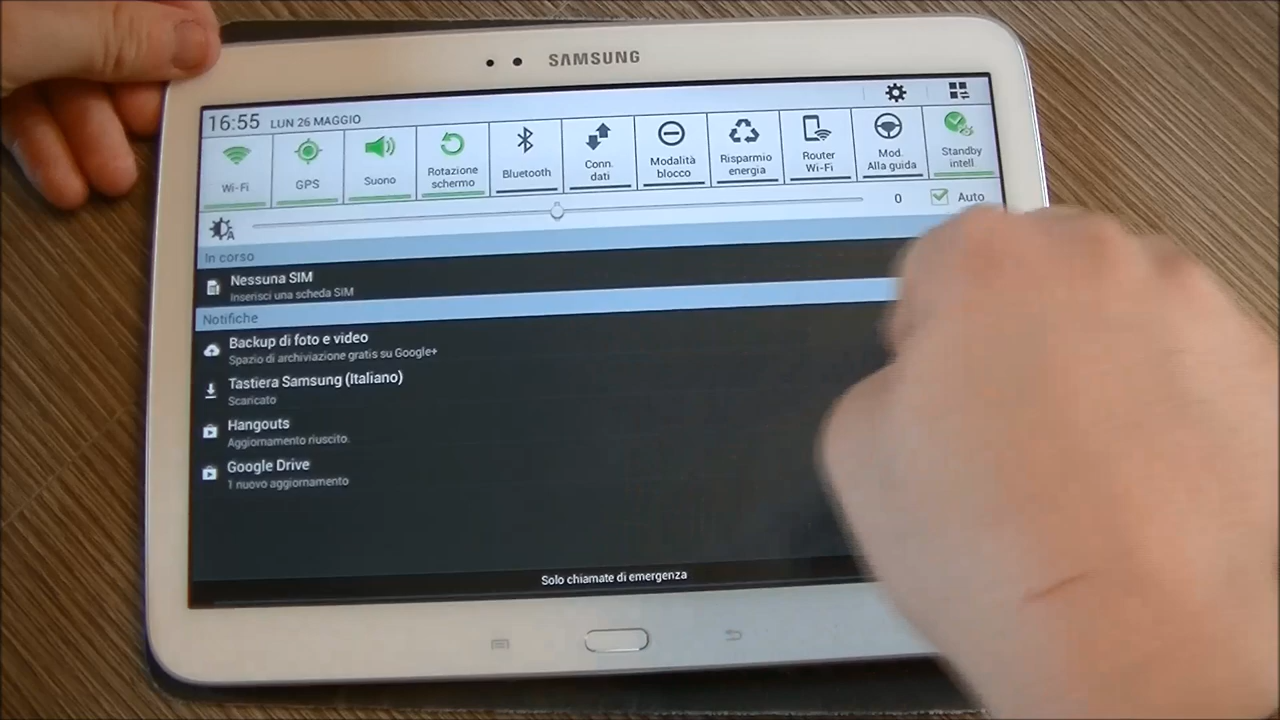 SAMSUNG
16:55 LUN 26 MAGGIO
Wi-Fi
GPS
Suono
Rotazione
schermo
Bluetooth
Conn.
dati
Modalità
blocco
Risparmio
energia
Router
Wi-Fi
Mod.
Alla guida
Standby
intell
A
0
Auto
In corso
Nessuna SIM
Inserisci una scheda SIM
Notifiche
Backup di foto e video
Spazio di archiviazione gratis su Google+
Tastiera Samsung (Italiano)
Scaricato
Hangouts
Aggiornamento riuscito.
Google Drive
1 nuovo aggiornamento
Solo chiamate di emergenza